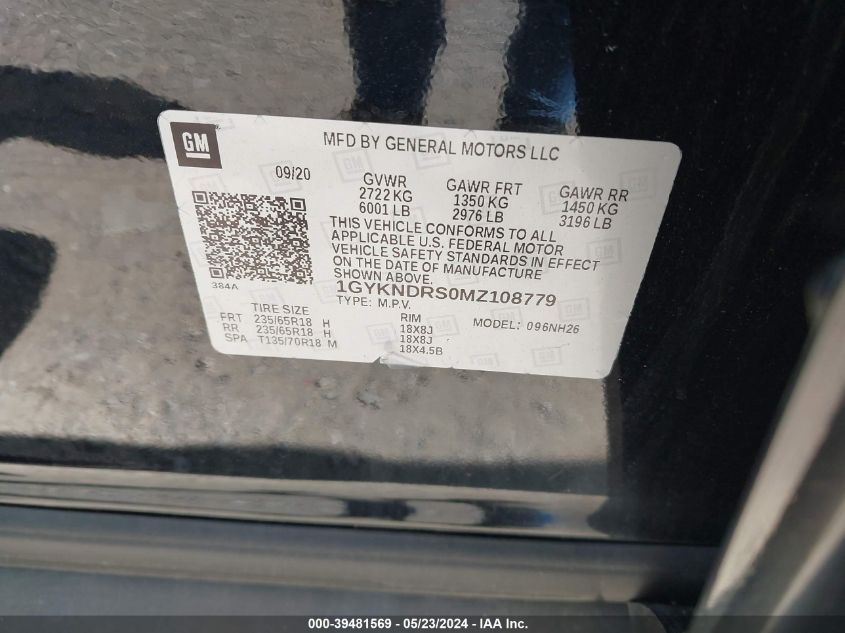 GM
MFD BY GENERAL MOTORS LLC
09/20
GVWR GAWR FRT GAWR RR
2722 KG 1350 KG 1450 KG
6001 LB 2976 LB 3196 LB
THIS VEHICLE CONFORMS TO ALL
APPLICABLE U.S. FEDERAL MOTOR
VEHICLE SAFETY STANDARDS IN EFFECT
ON THE DATE OF MANUFACTURE
SHOWN ABOVE.
384A
1GYKNDRS0MZ108779
TYPE: M.P.V.
TIRE SIZE RIM MODEL: 096NH26
FRT 235/65R18 H 18X8J
RR 235/65R18 H 18X8J
SPA T135/70R18 M 18X4.5B
000-39481569 - 05/23/2024 - IAA Inc.